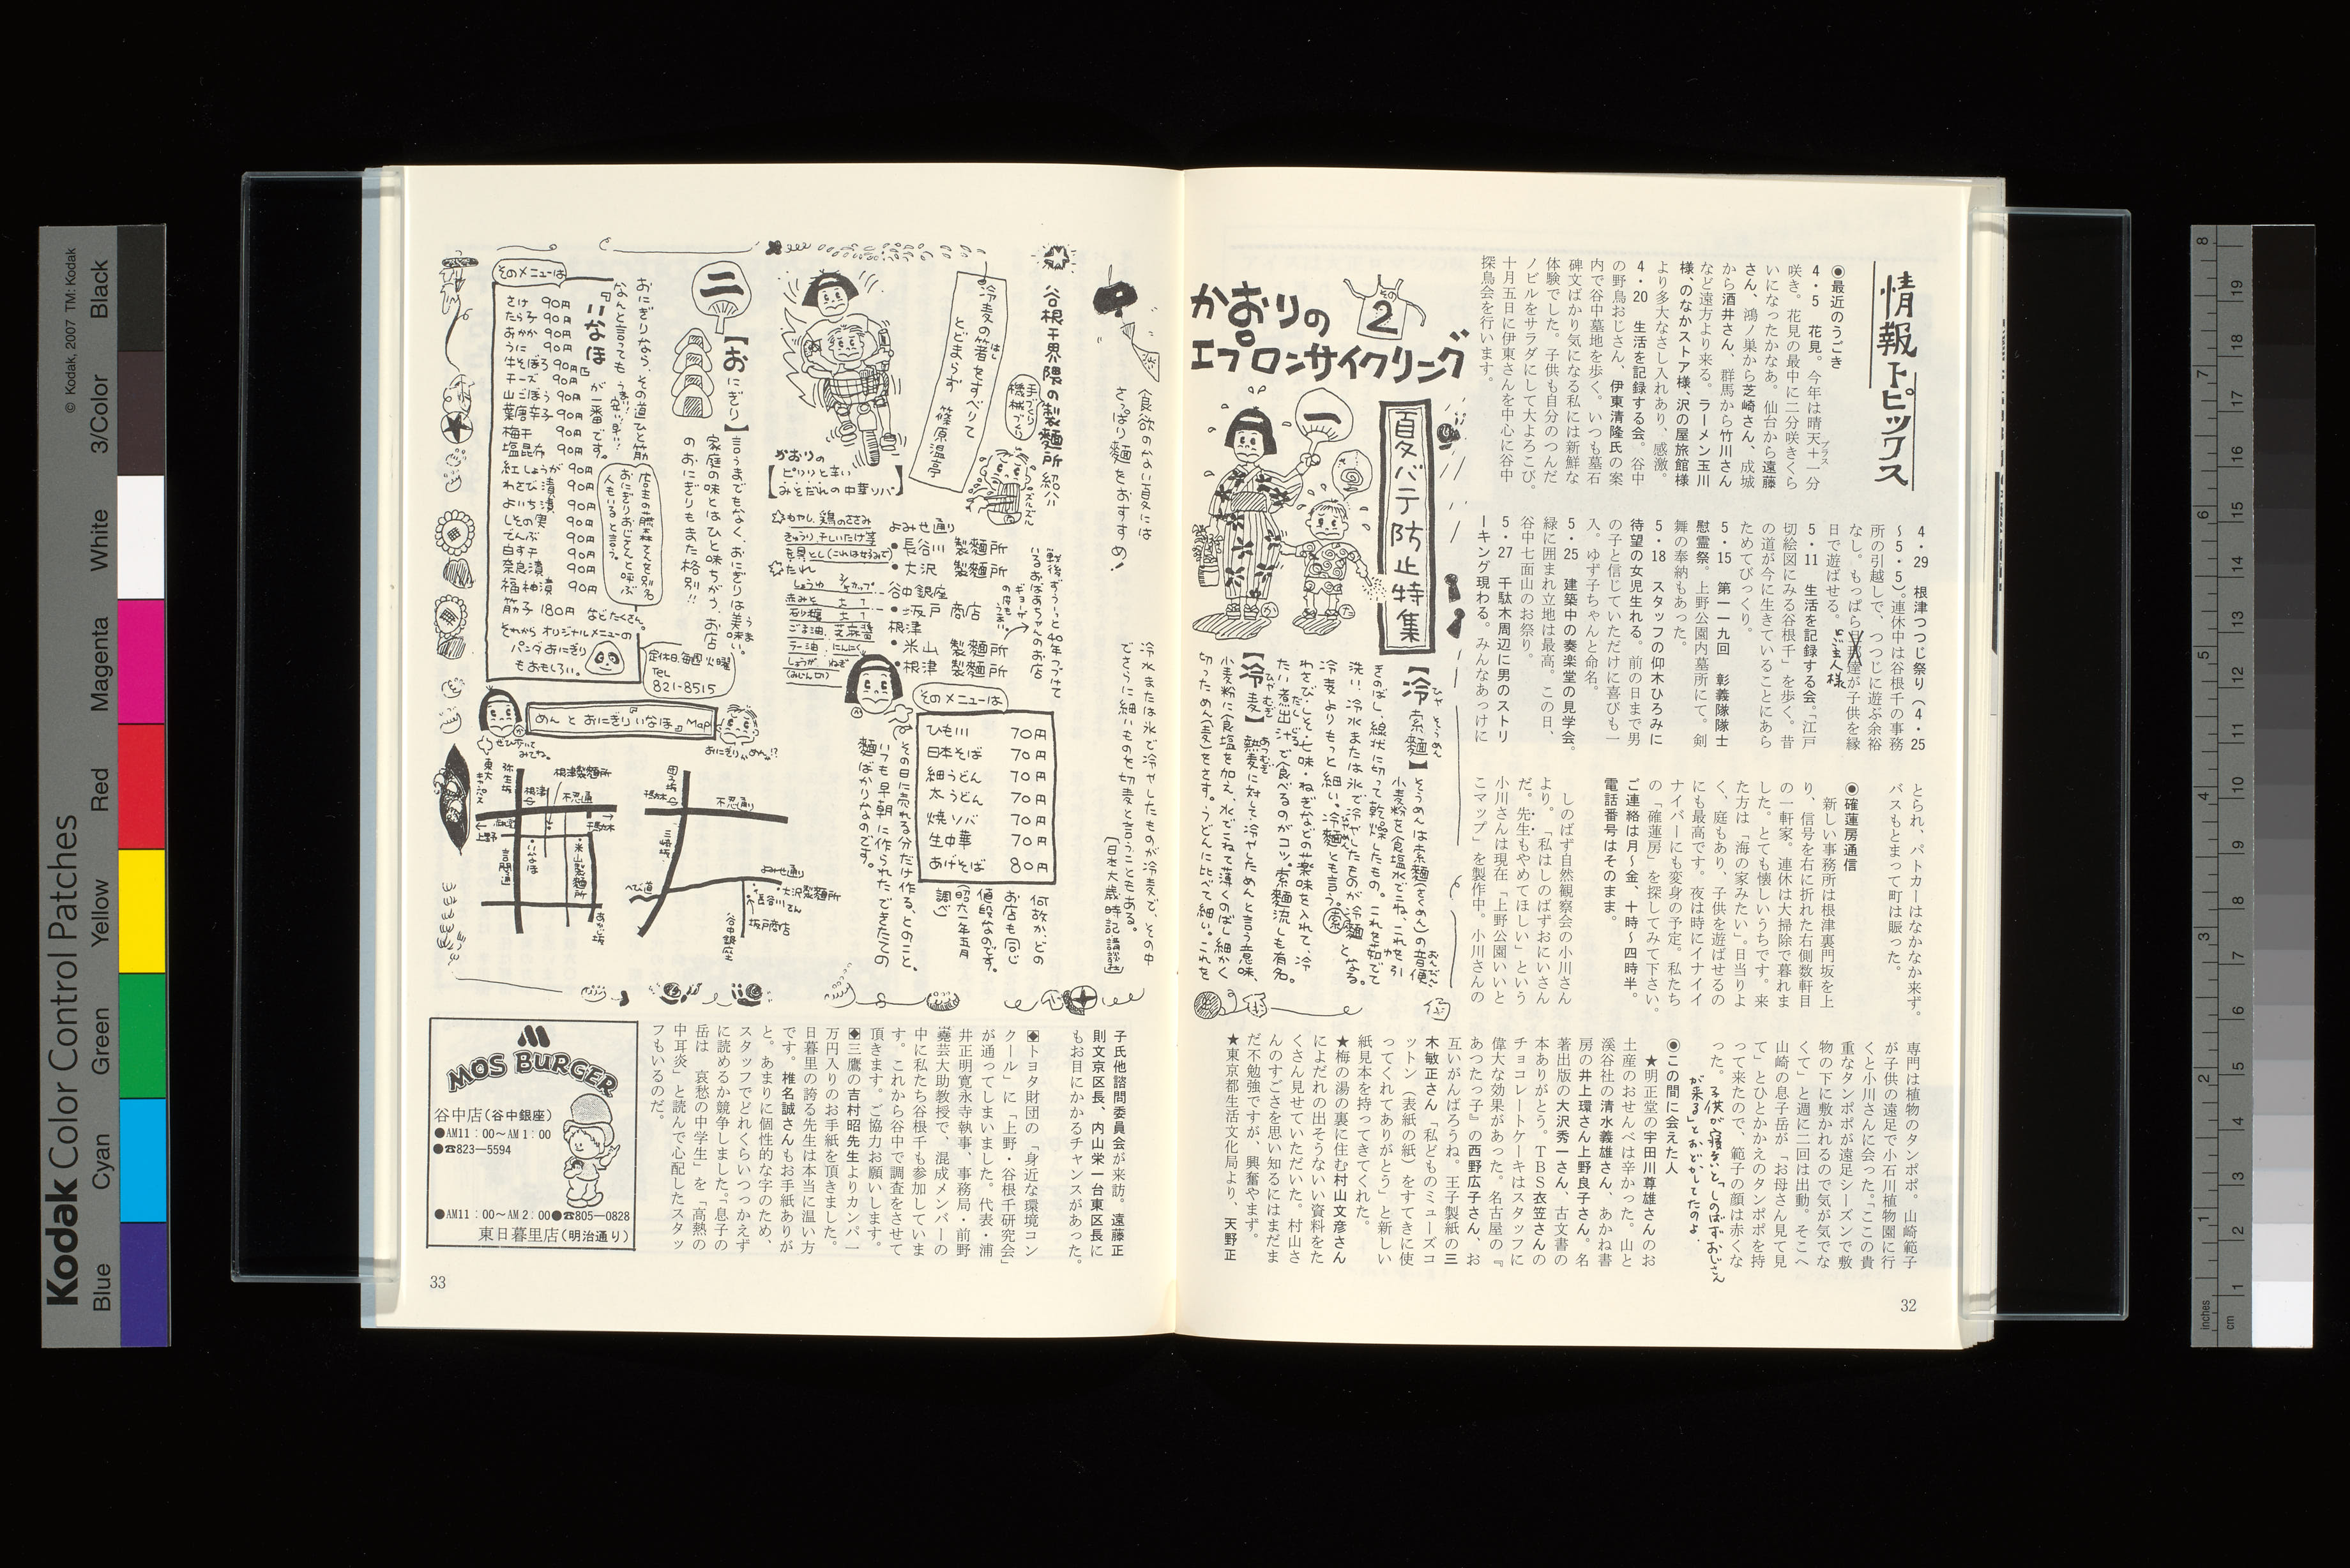 情報トピックス
◉最近のうごき
4・5　花見。今年は晴天十一分
プラス
咲き。花見の最中に二分咲きくら
いになったかなあ。仙台から遠藤
さん、鴻ノ巣から芝崎さん、成城
から酒井さん、群馬から竹川さん
など遠方より来る。ラーメン玉川
様、のなかストア様、沢の屋旅館様
より多大なさし入れあり、感激。
4・20　生活を記録する会。谷中
の野鳥おじさん、伊東清隆氏の案
内で谷中墓地を歩く。いつも墓石
碑文ばかり気になる私には新鮮な
体験でした。子供も自分のつんだ
ノビルをサラダにして大よろこび。
十月五日に伊東さんを中心に谷中
探鳥会を行います。
4・29　根津つつじ祭り（4・25
～5・5）。連休中は谷根千の事務
所の引越しで、つつじに遊ぶ余裕
なし。もっぱら旦那達が子供を縁
ご主人様
日で遊ばせる。
5・11　生活を記録する会。「江戸
切絵図にみる谷根千」を歩く。昔
の道が今に生きていることにあら
ためてびっくり。
5・15　第一一九回　彰義隊隊士
慰霊祭。上野公園内墓所にて。剣
舞の奉納もあった。
5・18　スタッフの仰木ひろみに
待望の女児生れる。前の日まで男
の子と信じていただけに喜びも一
入。ゆず子ちゃんと命名。
5・25　建築中の奏楽堂の見学会。
緑に囲まれ立地は最高。この日、
谷中七面山のお祭り。
5・27　千駄木周辺に男のストリ
ーキング現わる。みんなあっけに
とられ、パトカーはなかなか来ず。
バスもとまって町は賑った。
◉確蓮房通信
新しい事務所は根津裏門坂を上
り、信号を右に折れた右側数軒目
の一軒家。連休は大掃除で暮れま
した。とても懐しいうちです。来
た方は「海の家みたい」。日当りよ
く、庭もあり、子供を遊ばせるの
にも最高です。夜は時にイナイイ
ナイバーにも変身の予定。私たち
の「確蓮房」を探してみて下さい。
ご連絡は月～金、十時～四時半。
電話番号はそのまま。
しのばず自然観察会の小川さん
より。「私はしのばずおにいさん
だ。先生もやめてほしい」という
小川さんは現在「上野公園いいと
こマップ」を製作中。小川さんの
専門は植物のタンポポ。山崎範子
が子供の遠足で小石川植物園に行
くと小川さんに会った。「ここの貴
重なタンポポが遠足シーズンで敷
物の下に敷かれるので気が気でな
くて」と週に二回は出動。そこへ
山崎の息子岳が「お母さん見て見
て」とひとかかえのタンポポを持
って来たので、範子の顔は赤くな
った。
子供が寝ないと「しのばずおじさん
が来る」とおどかしてたのよ．
◉この間に会えた人
★明正堂の宇田川尊雄さんのお
土産のおせんべは辛かった。山と
溪谷社の清水義雄さん、あかね書
房の井上環さん上野良子さん。名
著出版の大沢秀一さん、古文書の
本ありがとう。TBS衣笠さんの
チョコレートケーキはスタッフに
偉大な効果があった。名古屋の『
あつたっ子』の西野広子さん、お
互いがんばろうね。王子製紙の三
木敏正さん「私どものミューズコ
ットン（表紙の紙）をすてきに使
ってくれてありがとう」と新しい
紙見本を持ってきてくれた。
★梅の湯の裏に住む村山文彦さん
によだれの出そうないい資料をた
くさん見せていただいた。村山さ
んのすごさを思い知るにはまだま
だ不勉強ですが、興奮やまず。
★東京都生活文化局より、天野正
32
かおりの
エプロンサイクリング
2
夏バテ防止特集
一
【冷索麺】
ひや そうめん
そうめんは素麺(さくめん)の音便、
小麦粉を食塩水でこね、これを引
きのばし、線状に切って乾燥したもの。これを茹でて
洗い、冷水または氷で冷やしたものが冷麺となる。
冷麦よりもっと細い。冷麺とも言う。
わさび・しそ・七味・ねぎなどの薬味を入れて、冷
たい煮出汁で食べるのがコツ。素麺流しも有名。
【冷麦】
ひやむぎ
熱麦に対して冷やしためんと言う意味、
小麦粉に食塩を加え、水でこねて薄くのばし細かく
切っためん（麦）をさす。うどんに比べて細い。これを
冷水または氷で冷やしたものが冷麦で、その中
でさらに細いものを切麦と言うこともある。
〔日本大歳時記 講談社〕
食欲のない夏には
さっぱり麺をおすすめ!
谷根千界隈の製麺所紹介
手づくり
機械づくり
冷麦の箸をすべりて
とどまらず　篠原温亭
よみせ通り
・長谷川　製麵所
・大沢　製麵所
谷中銀座
・坂戸　商店
根津
・米山　製麵所
・根津　製麵所
戦後ずう〜っと40年つづけて
いるおばあちゃんのお店
かおりの
【ピリリと辛い
みそだれの中華ソバ】
☆もやし、鶏のささみ
きゅうり、干しいたけ等
☆たれ
しょうゆ
赤みそ
砂糖
ごま油、芝麻醤
ラー油、にんにく
しょうが、ねぎ
（みじん切）
そのメニューは
ひも川　70円
日本そば　70円
細うどん　70円
太うどん　70円
焼ソバ　70円
生中華　70円
あげそば　80円
何故か、どの
お店も同じ
値段なのです。
（昭六一年五月
調べ）
その日に売れる分だけ作る、とのこと、
いつも早朝に作られたできたての
麺ばかりなのです。
二
【おにぎり】
言うまでもなく、おにぎりは美味い。
家庭の味とはひと味ちがう、お店
のおにぎりもまた格別!!
おにぎりなら、その道ひと筋
なんと言ってもうまい！安い！早い！
『いなほ』が一番です。
店主の藤森さんを別名
おにぎりおじさんと呼ぶ
人もいると言う。
そのメニューは
さけ　90円
たら子　90円
おかか　90円
うに　90円
牛そぼろ　90円
チーズ　90円
山ごぼう　90円
葉唐辛子　90円
梅干　90円
塩昆布　90円
紅しょうが　90円
わさび漬　90円
よいち漬　90円
しその実　90円
でんぶ　90円
白す干　90円
奈良漬　90円
福神漬　90円
筋子　180円　などたくさん。
それから オリジナルメニューの
パンダおにぎり
もおもしろい。
定休日、毎週火曜
TEL
821-8515
めんとおにぎり『いなほ』Map
ぜひ歩いて
みてね。
おにぎりぃ めん!?
根津製麺所
弥生坂
不忍通
上野
言問通
・いなほ
・米山製麺所
あかじ坂
団子坂
不忍通り
三崎坂
へび道
よみせ通り
・大沢製麺所
・長谷川さん
坂戸商店
谷中銀座
子氏他諮問委員会が来訪。遠藤正
則文京区長、内山栄一台東区長に
もお目にかかるチャンスがあった。
◆トヨタ財団の「身近な環境コン
クール」に「上野・谷根千研究会」
が通ってしまいました。代表・浦
井正明寛永寺執事、事務局・前野
蕘芸大助教授で、混成メンバーの
中に私たち谷根千も参加していま
す。これから谷中で調査をさせて
頂きます。ご協力お願いします。
◆三鷹の吉村昭先生よりカンパ一
万円入りのお手紙を頂きました。
日暮里の誇る先生は本当に温い方
です。椎名誠さんもお手紙ありが
と。あまりに個性的な字のため、
スタッフでどれくらいつっかえず
に読めるか競争しました。「息子の
岳は　哀愁の中学生」を「高熱の
中耳炎」と読んで心配したスタッ
フもいるのだ。
MOS BURGER
谷中店（谷中銀座）
●AM11：00～AM 1：00
●☎823―5594
●AM11：00～AM 2：00●☎805―0828
東日暮里店（明治通り）
33
Kodak Color Control Patches
© Kodak, 2007 TM: Kodak
Blue
Cyan
Green
Yellow
Red
Magenta
White
3/Color
Black
inches
cm
1
2
3
4
5
6
7
8
1
2
3
4
5
6
7
8
9
10
11
12
13
14
15
16
17
18
19